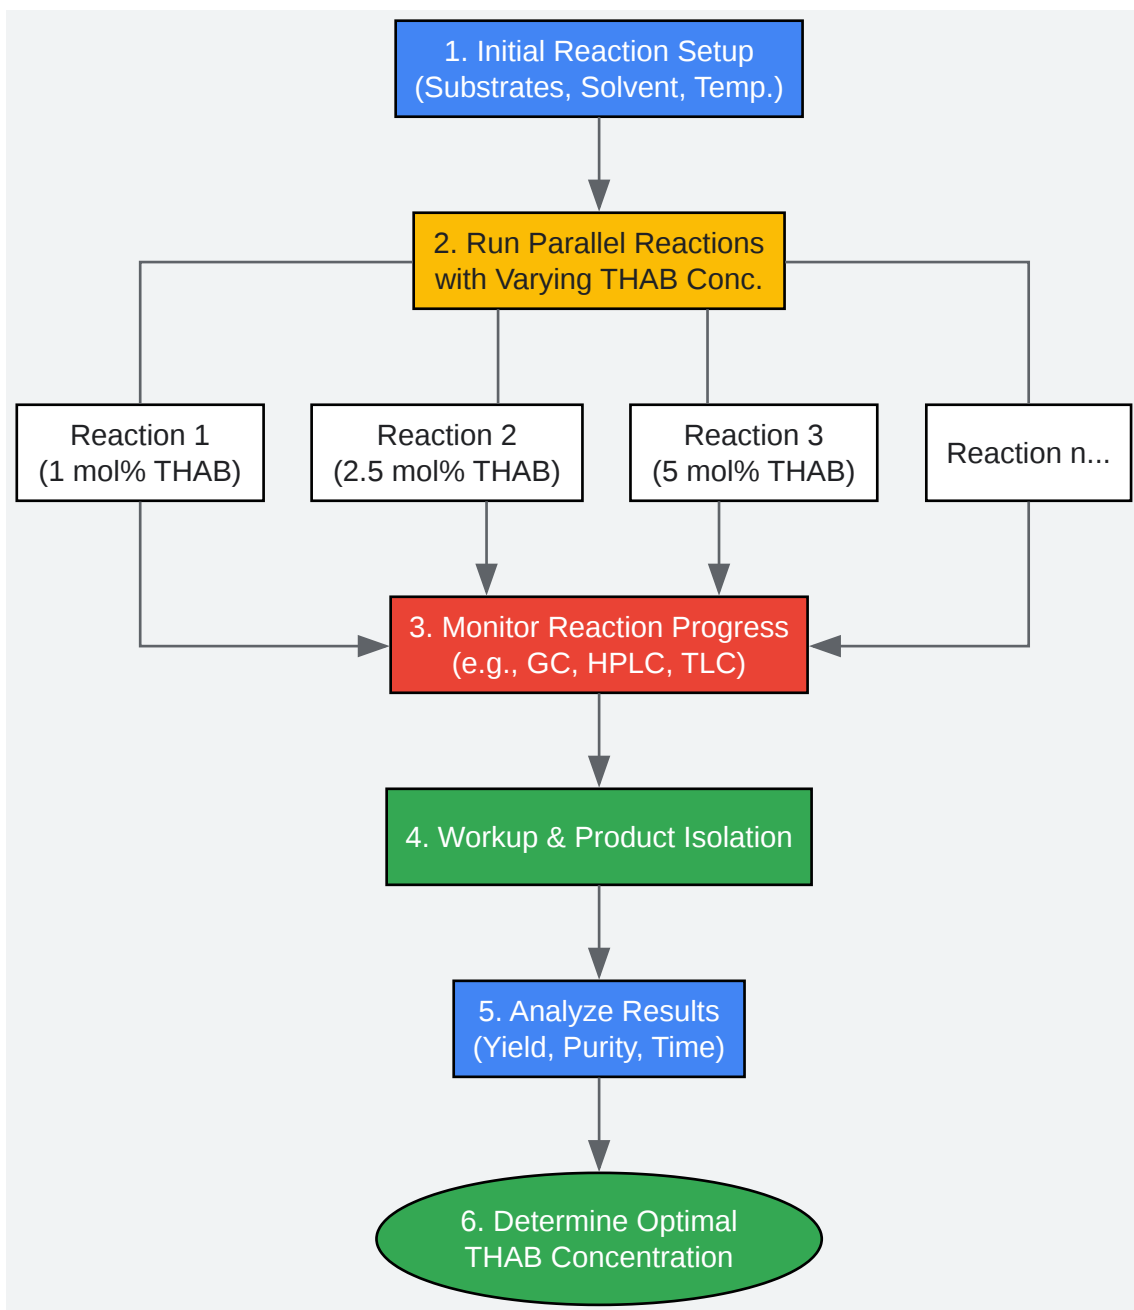 1. Initial Reaction Setup
(Substrates, Solvent, Temp.)
2. Run Parallel Reactions
with Varying THAB Conc.
Reaction 1
(1 mol% THAB)
Reaction 2
(2.5 mol% THAB)
Reaction 3
(5 mol% THAB)
Reaction n...
3. Monitor Reaction Progress
(e.g., GC, HPLC, TLC)
4. Workup & Product Isolation
5. Analyze Results
(Yield, Purity, Time)
6. Determine Optimal
THAB Concentration